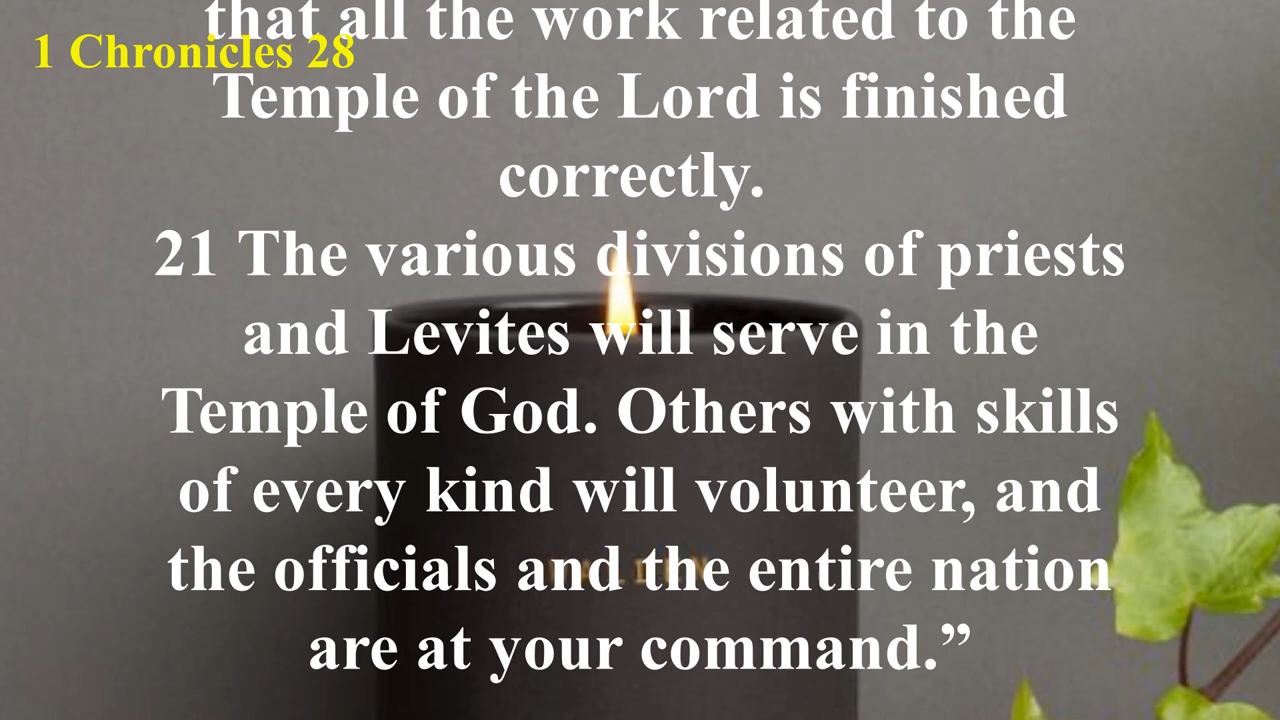 that all the work related to the
1 Chronicles 28
Temple of the Lord is finished
correctly.
21 The various divisions of priests
and Levites will serve in the
Temple of God. Others with skills
of every kind will volunteer, and
the officials and the entire nation
are at your command.”